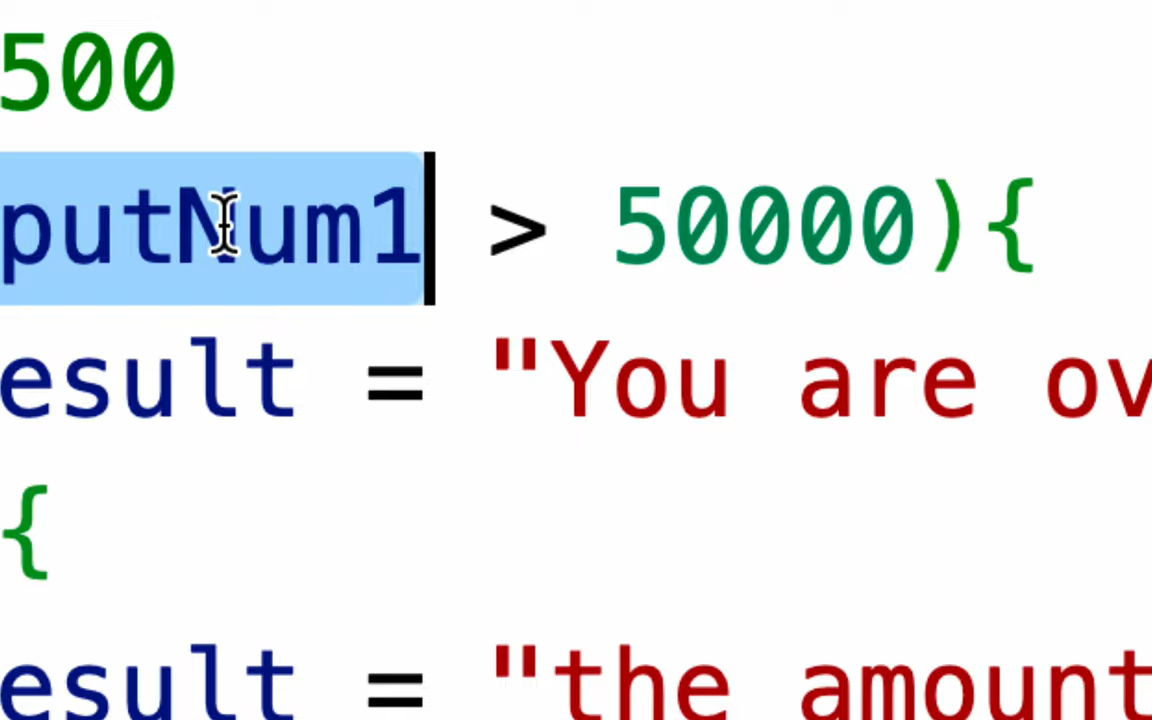 500
putNum1 > 50000){
esult = "You are ov
{
esult = "the amount